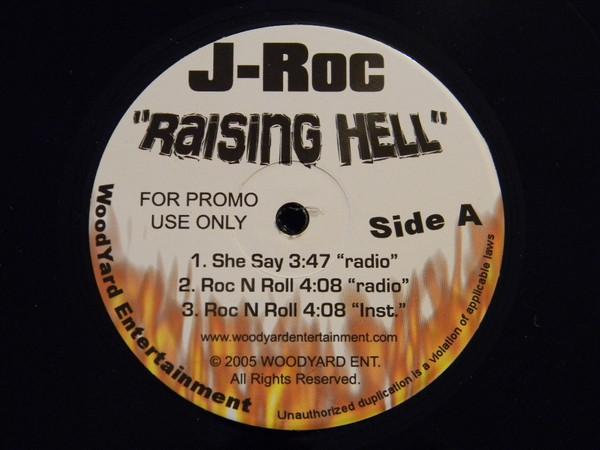 J-Roc
"Raising Hell"
FOR PROMO
USE ONLY
Side A
1. She Say 3:47 "radio"
2. Roc N Roll 4:08 "radio"
3. Roc N Roll 4:08 "Inst."
www.woodyardentertainment.com
© 2005 WOODYARD ENT.
All Rights Reserved.
WoodYard Entertainment
Unauthorized duplication is a violation of applicable laws